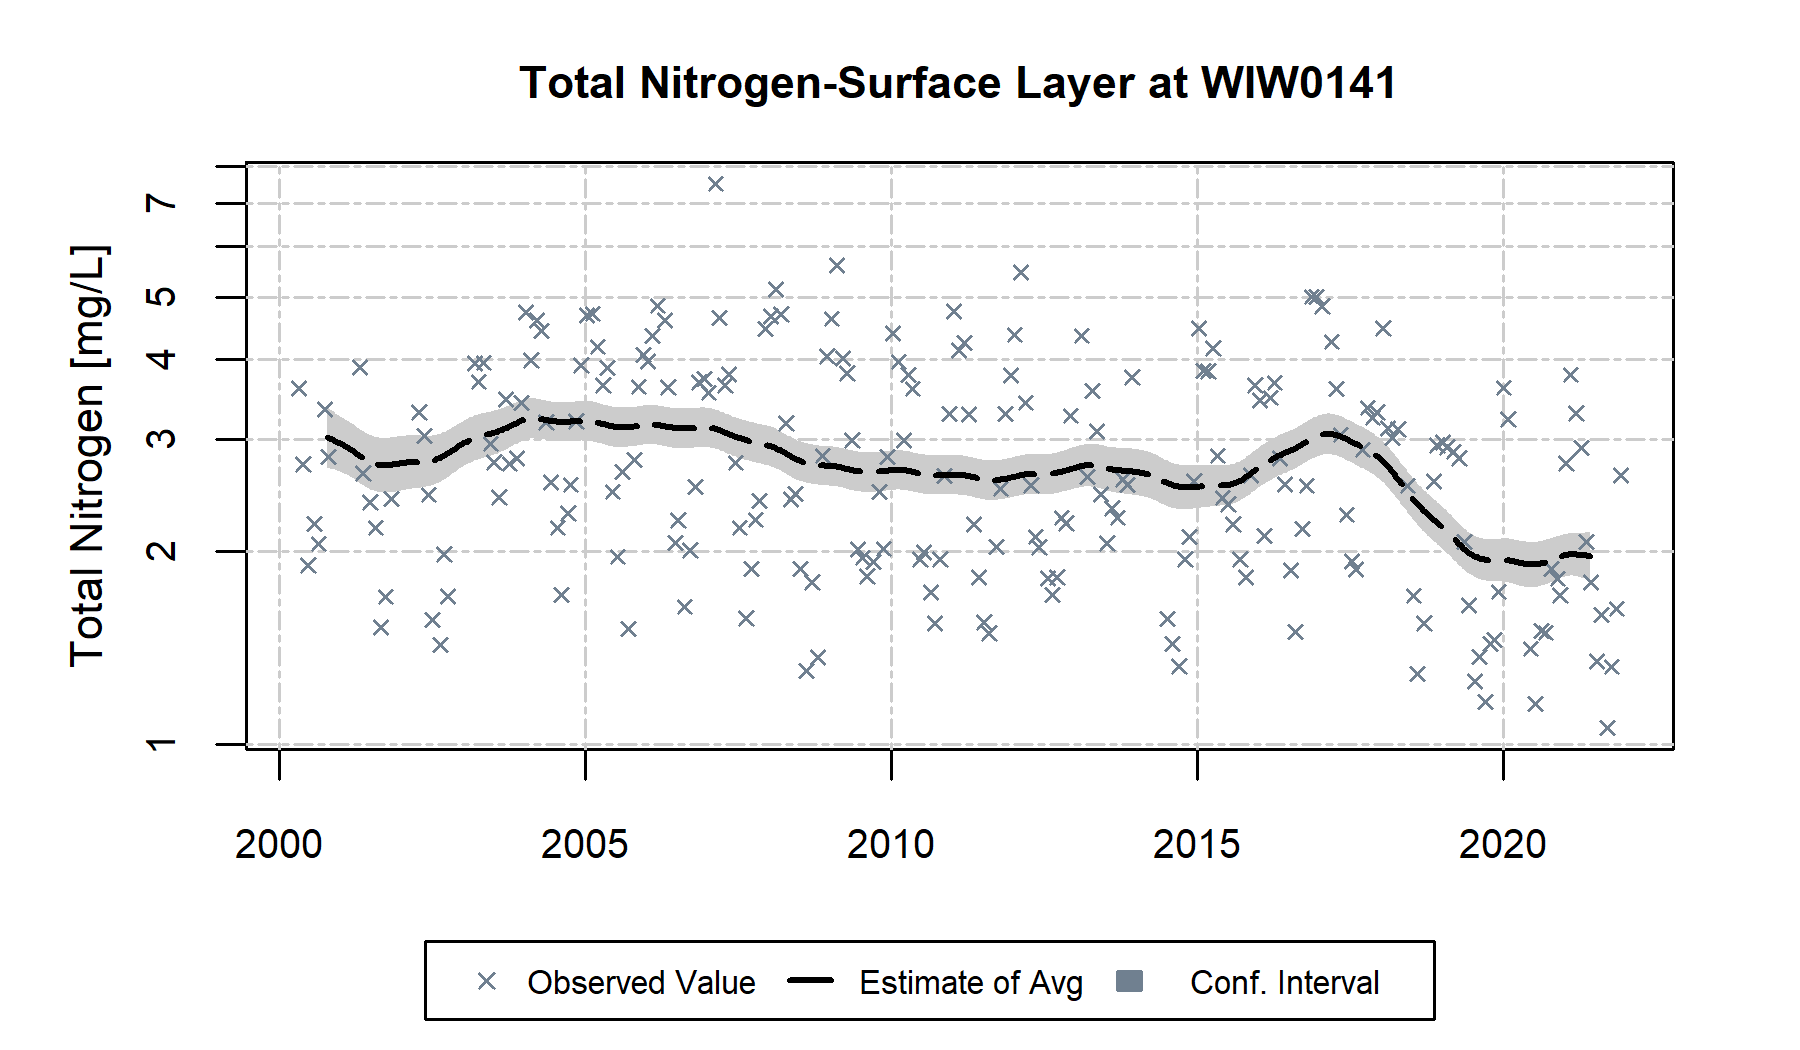 Total Nitrogen-Surface Layer at WIW0141
Total Nitrogen [mg/L]
7
5
4
3
2
1
2000 2005 2010 2015 2020
Observed Value Estimate of Avg Conf. Interval